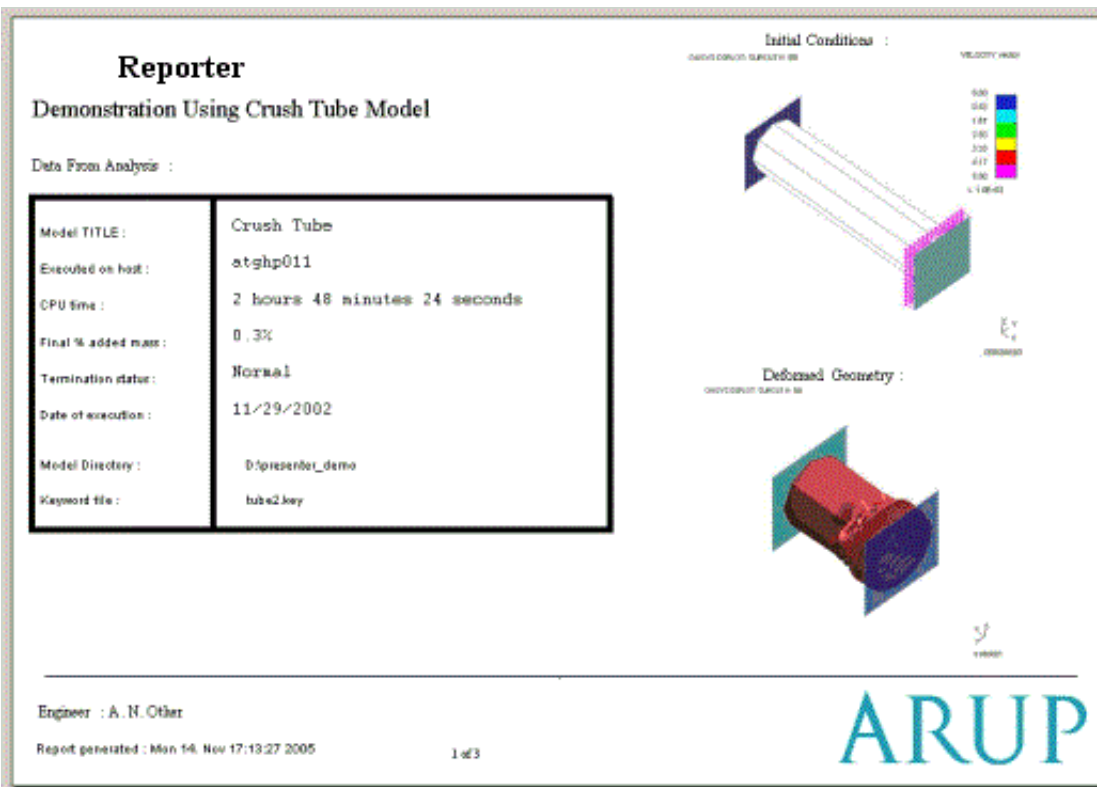 Reporter
Demonstration Using Crush Tube Model
Data From Analysis :
Model TITLE : Crush Tube
Executed on host : atghp011
CPU time : 2 hours 48 minutes 24 seconds
Final % added mass : 0.3%
Termination status : Normal
Date of execution : 11/29/2002
Model Directory : D:\presenter_demo
Keyword file : tube2.key
Initial Conditions :
VELOCITY
Deformed Geometry :
Engineer : A. N. Other
Report generated : Mon 14. Nov 17:13:27 2005
1 of 3
ARUP